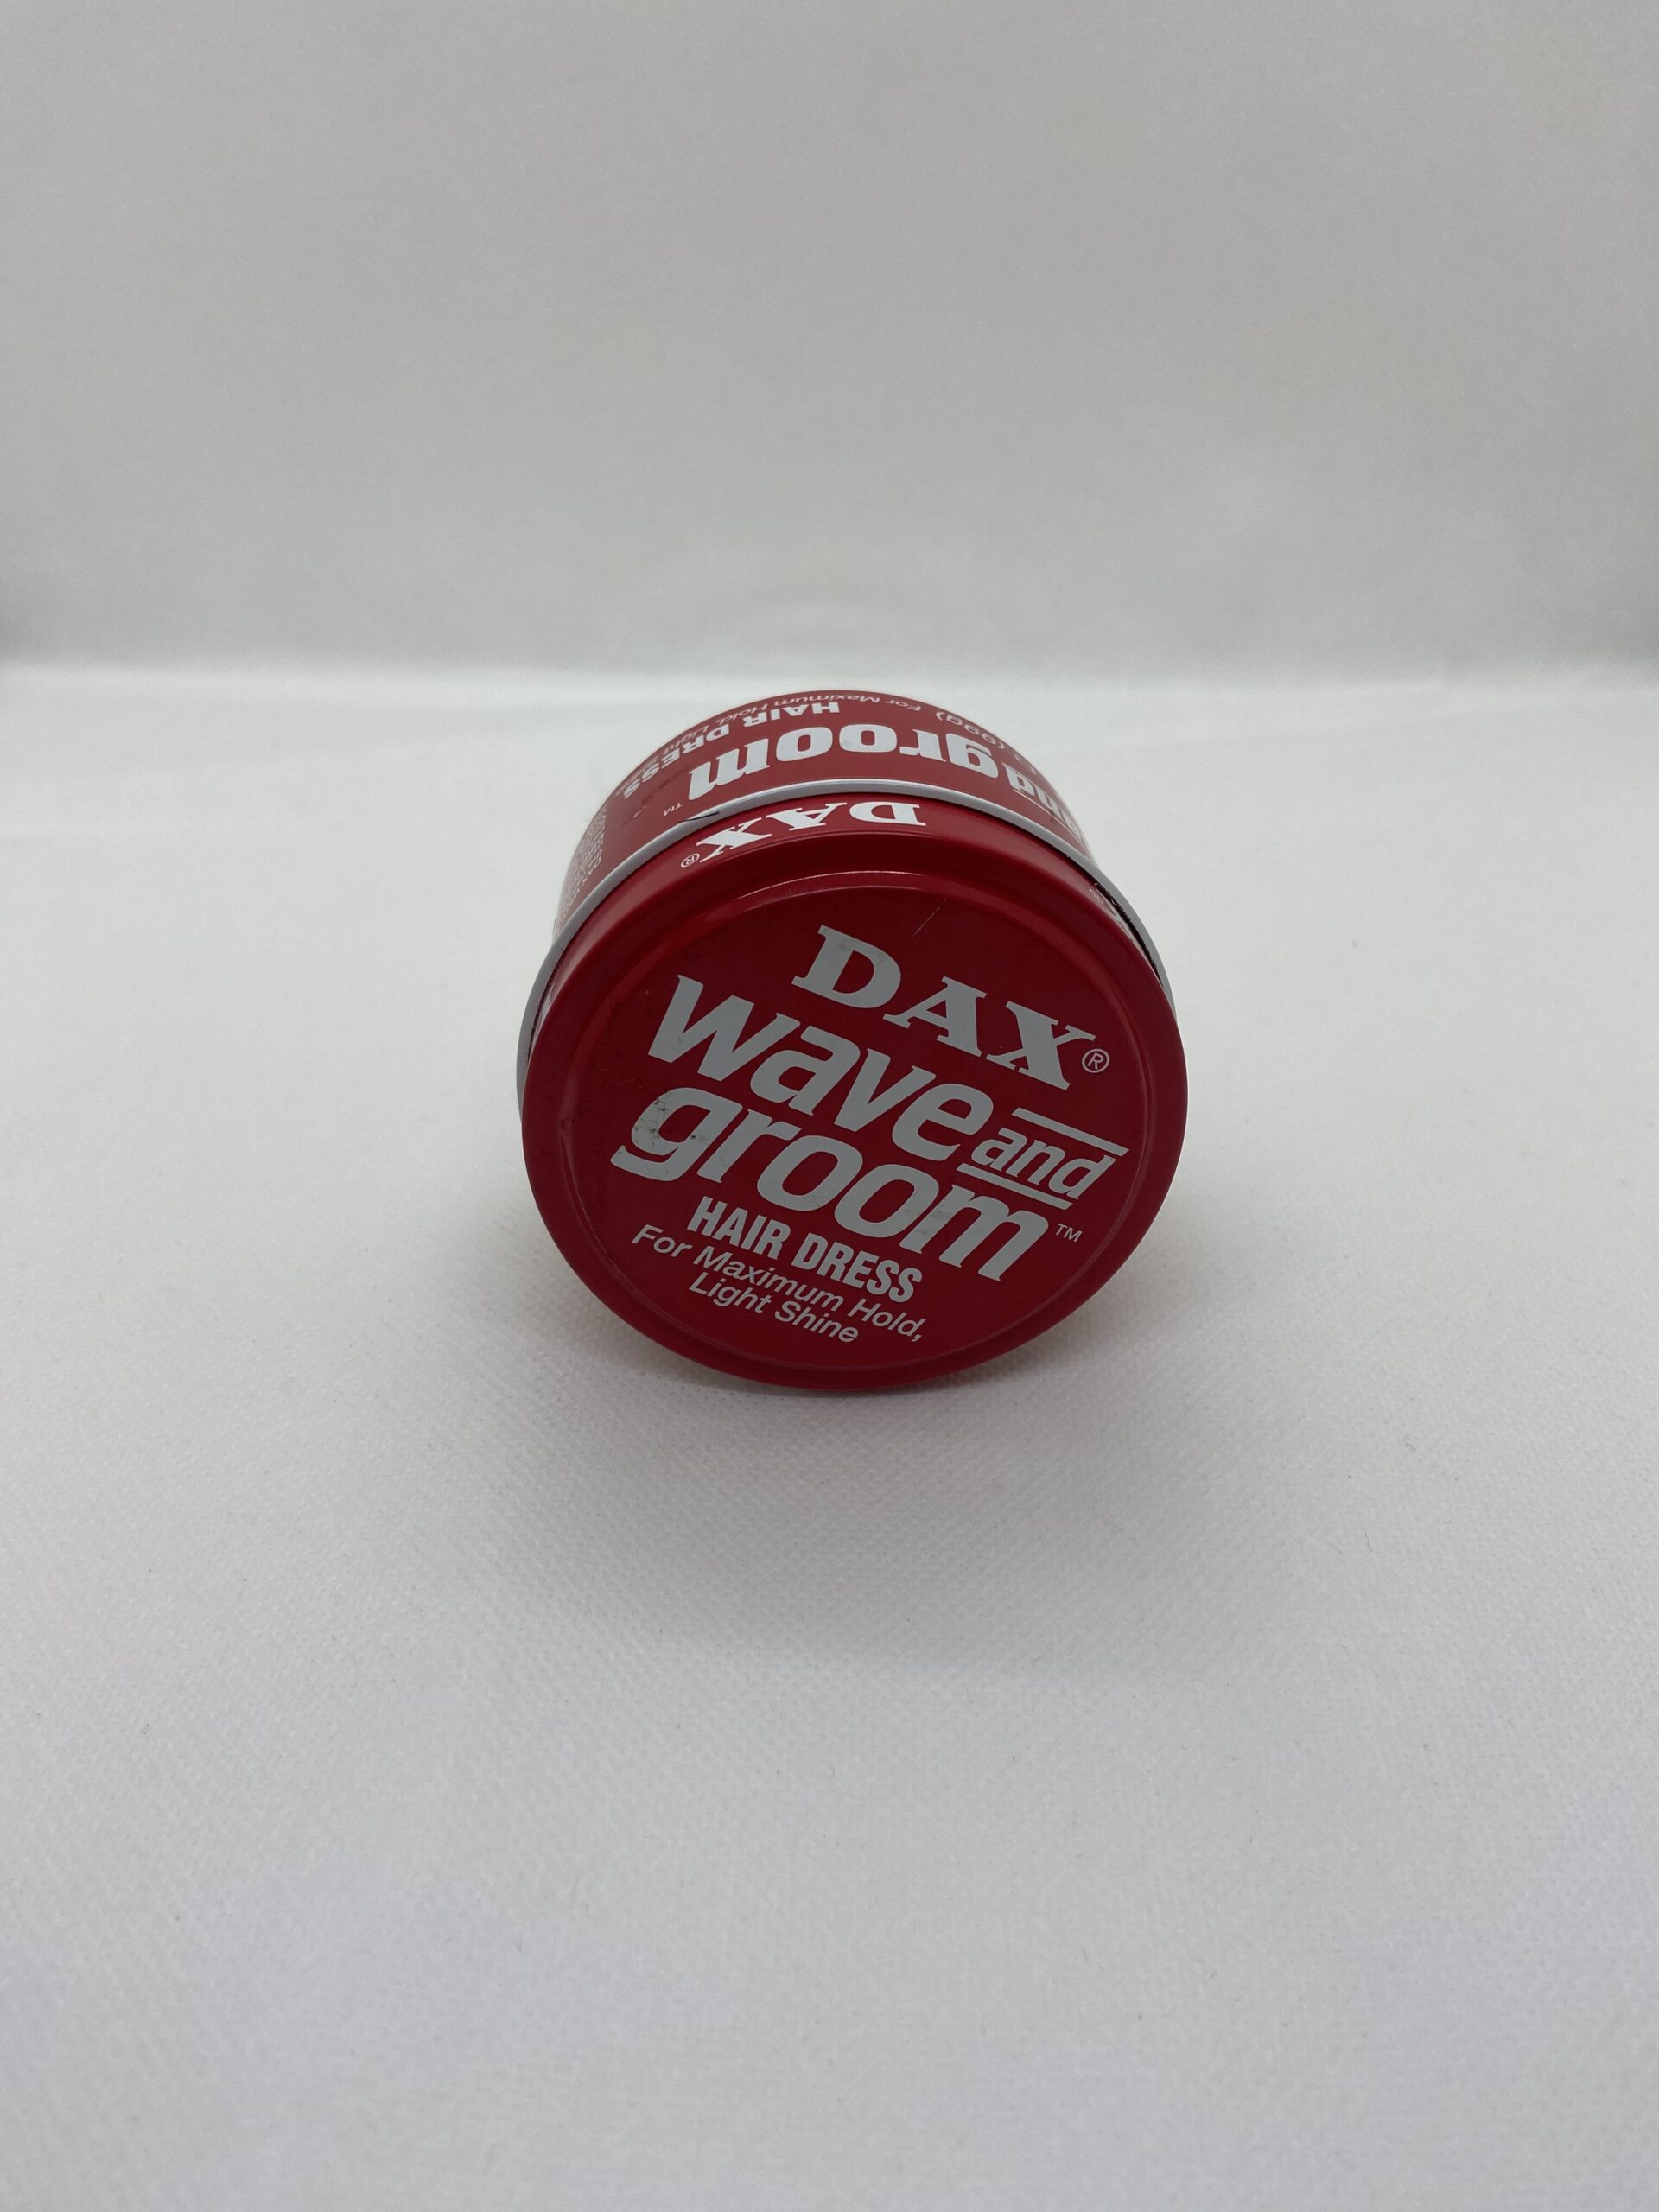 DAX®
wave and
groom™
HAIR DRESS
For Maximum Hold,
Light Shine
DAX®
groom™
HAIR DRESS
For Maximum Hold, Light
(99g)